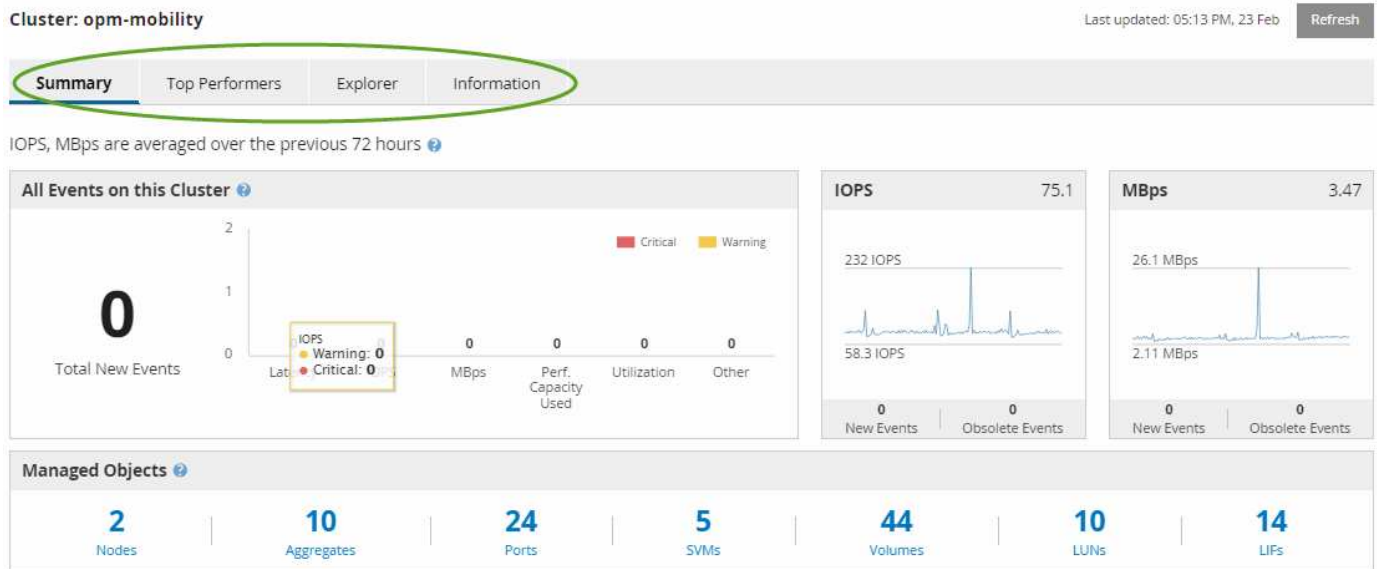 Cluster: opm-mobility
Last updated: 05:13 PM, 23 Feb
Refresh
Summary
Top Performers
Explorer
Information
IOPS, MBps are averaged over the previous 72 hours ?
All Events on this Cluster ?
0
Total New Events
2
1
0
Critical
Warning
IOPS
Warning: 0
Critical: 0
0
0
0
0
MBps
Perf.
Capacity
Used
Utilization
Other
IOPS
75.1
232 IOPS
58.3 IOPS
0
New Events
0
Obsolete Events
MBps
3.47
26.1 MBps
2.11 MBps
0
New Events
0
Obsolete Events
Managed Objects ?
2
Nodes
10
Aggregates
24
Ports
5
SVMs
44
Volumes
10
LUNs
14
LIFs